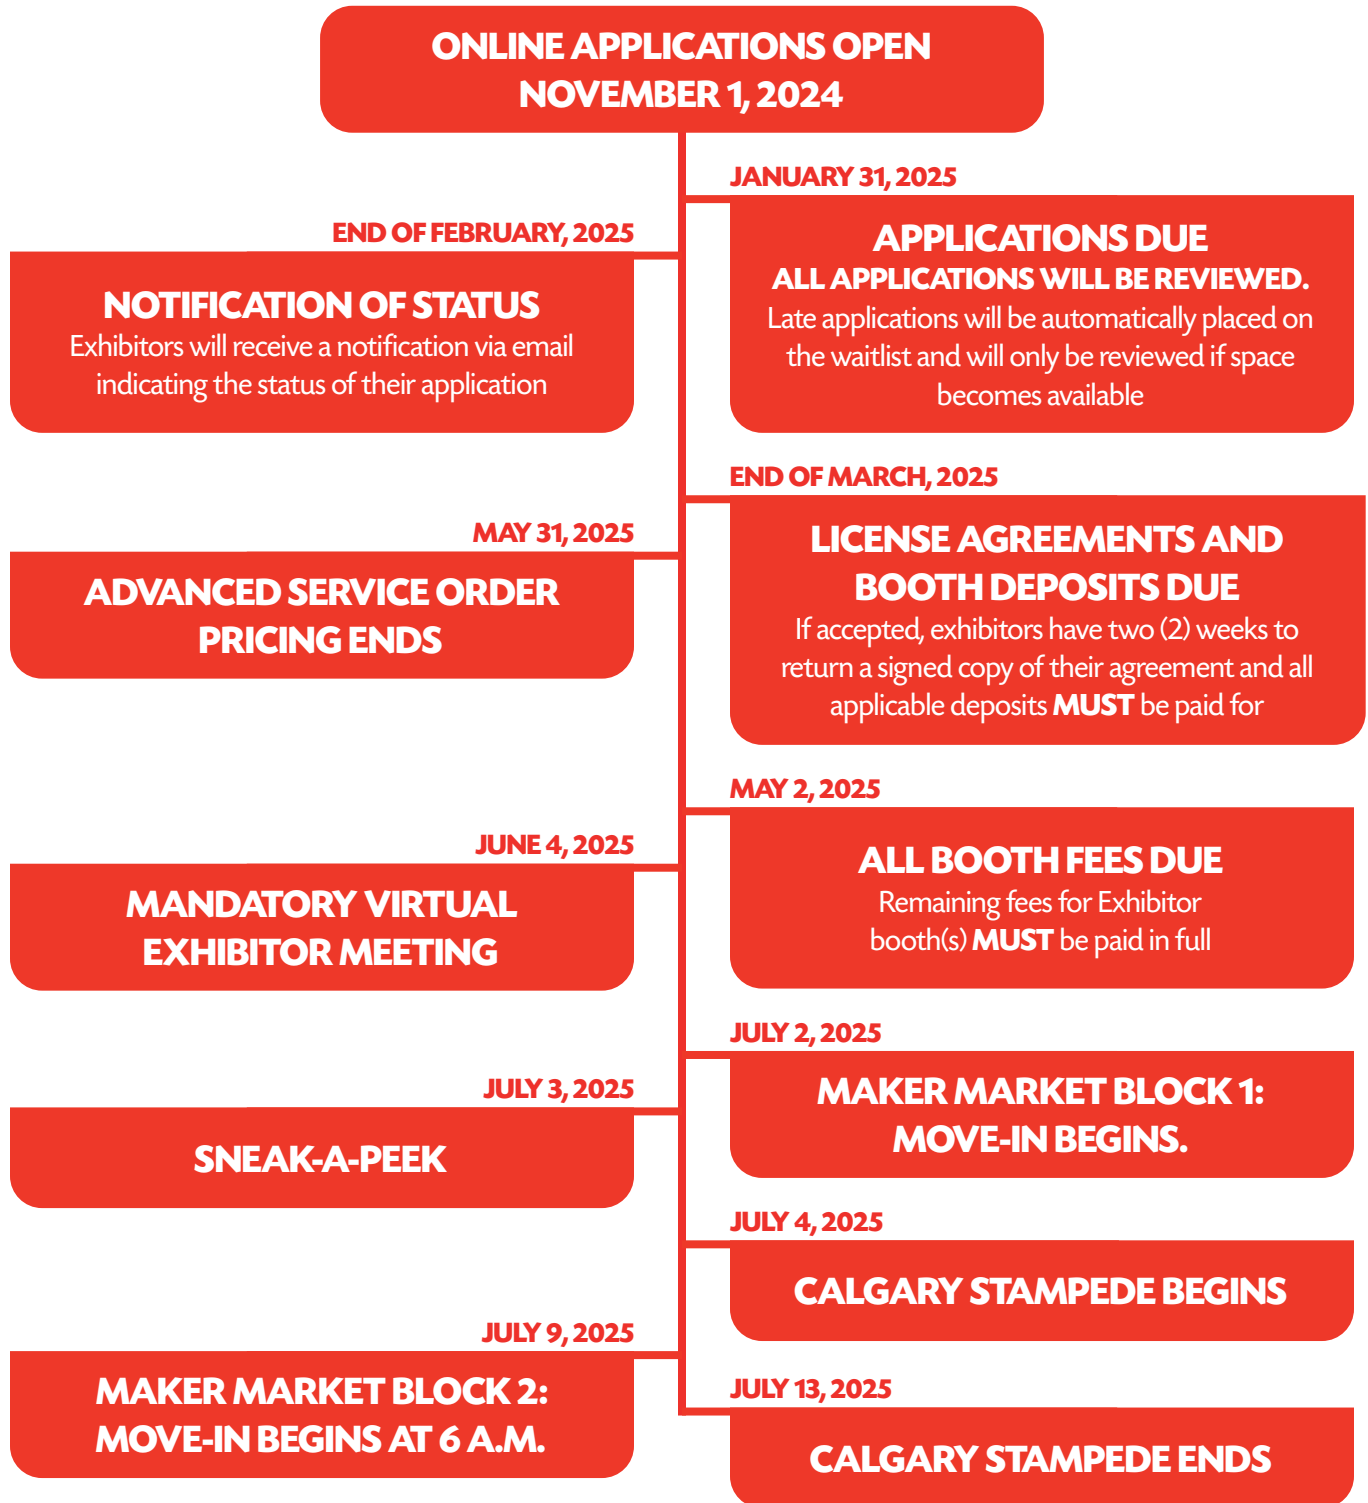 ONLINE APPLICATIONS OPEN
NOVEMBER 1, 2024
JANUARY 31, 2025
APPLICATIONS DUE
ALL APPLICATIONS WILL BE REVIEWED.
Late applications will be automatically placed on
the waitlist and will only be reviewed if space
becomes available
END OF FEBRUARY, 2025
NOTIFICATION OF STATUS
Exhibitors will receive a notification via email
indicating the status of their application
END OF MARCH, 2025
LICENSE AGREEMENTS AND
BOOTH DEPOSITS DUE
If accepted, exhibitors have two (2) weeks to
return a signed copy of their agreement and all
applicable deposits MUST be paid for
MAY 31, 2025
ADVANCED SERVICE ORDER
PRICING ENDS
MAY 2, 2025
ALL BOOTH FEES DUE
Remaining fees for Exhibitor
booth(s) MUST be paid in full
JUNE 4, 2025
MANDATORY VIRTUAL
EXHIBITOR MEETING
JULY 2, 2025
MAKER MARKET BLOCK 1:
MOVE-IN BEGINS.
JULY 3, 2025
SNEAK-A-PEEK
JULY 4, 2025
CALGARY STAMPEDE BEGINS
JULY 9, 2025
MAKER MARKET BLOCK 2:
MOVE-IN BEGINS AT 6 A.M.
JULY 13, 2025
CALGARY STAMPEDE ENDS